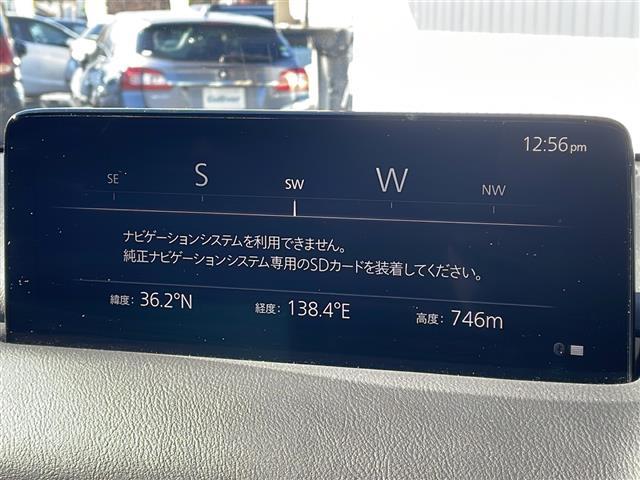 12:56pm
SE S SW W NW
ナビゲーションシステムを利用できません。
純正ナビゲーションシステム専用のSDカードを装着してください。
緯度: 36.2°N 経度: 138.4°E 高度: 746m